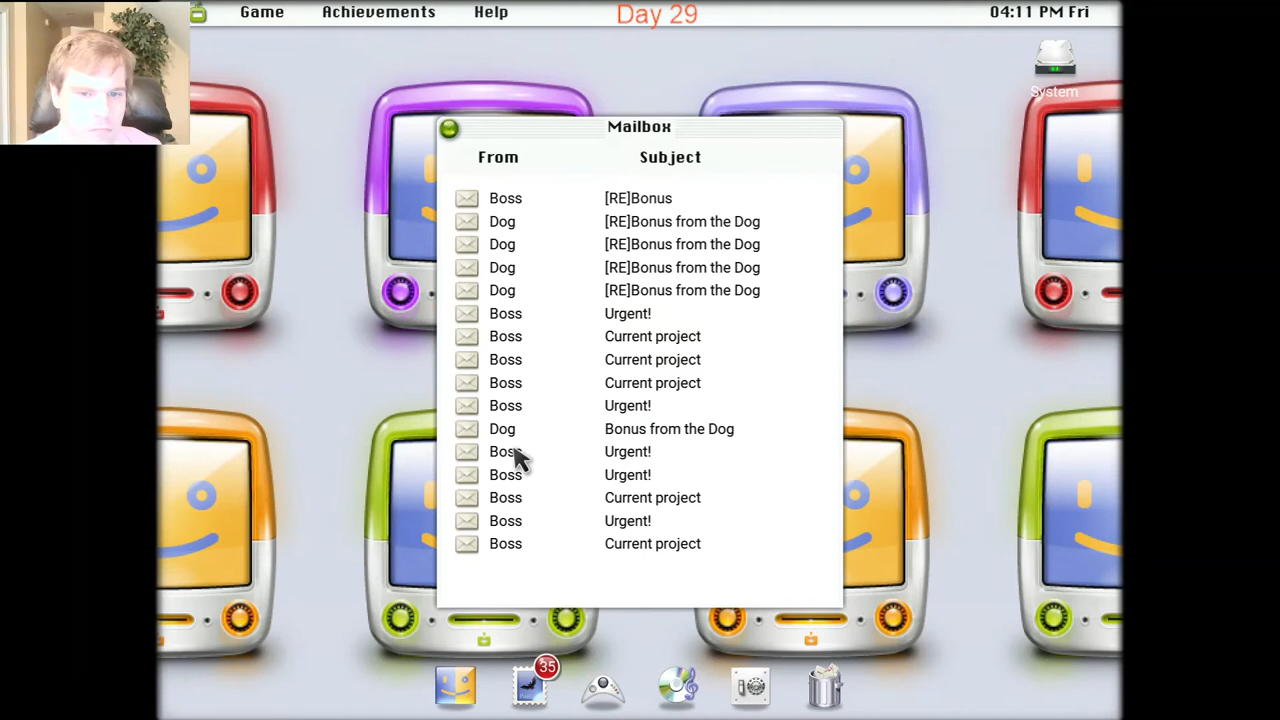 Game Achievements Help Day 29 04:11 PM Fri
System
Mailbox
From Subject
Boss [RE]Bonus
Dog [RE]Bonus from the Dog
Dog [RE]Bonus from the Dog
Dog [RE]Bonus from the Dog
Dog [RE]Bonus from the Dog
Boss Urgent!
Boss Current project
Boss Current project
Boss Current project
Boss Urgent!
Dog Bonus from the Dog
Boss Urgent!
Boss Urgent!
Boss Current project
Boss Urgent!
Boss Current project
35